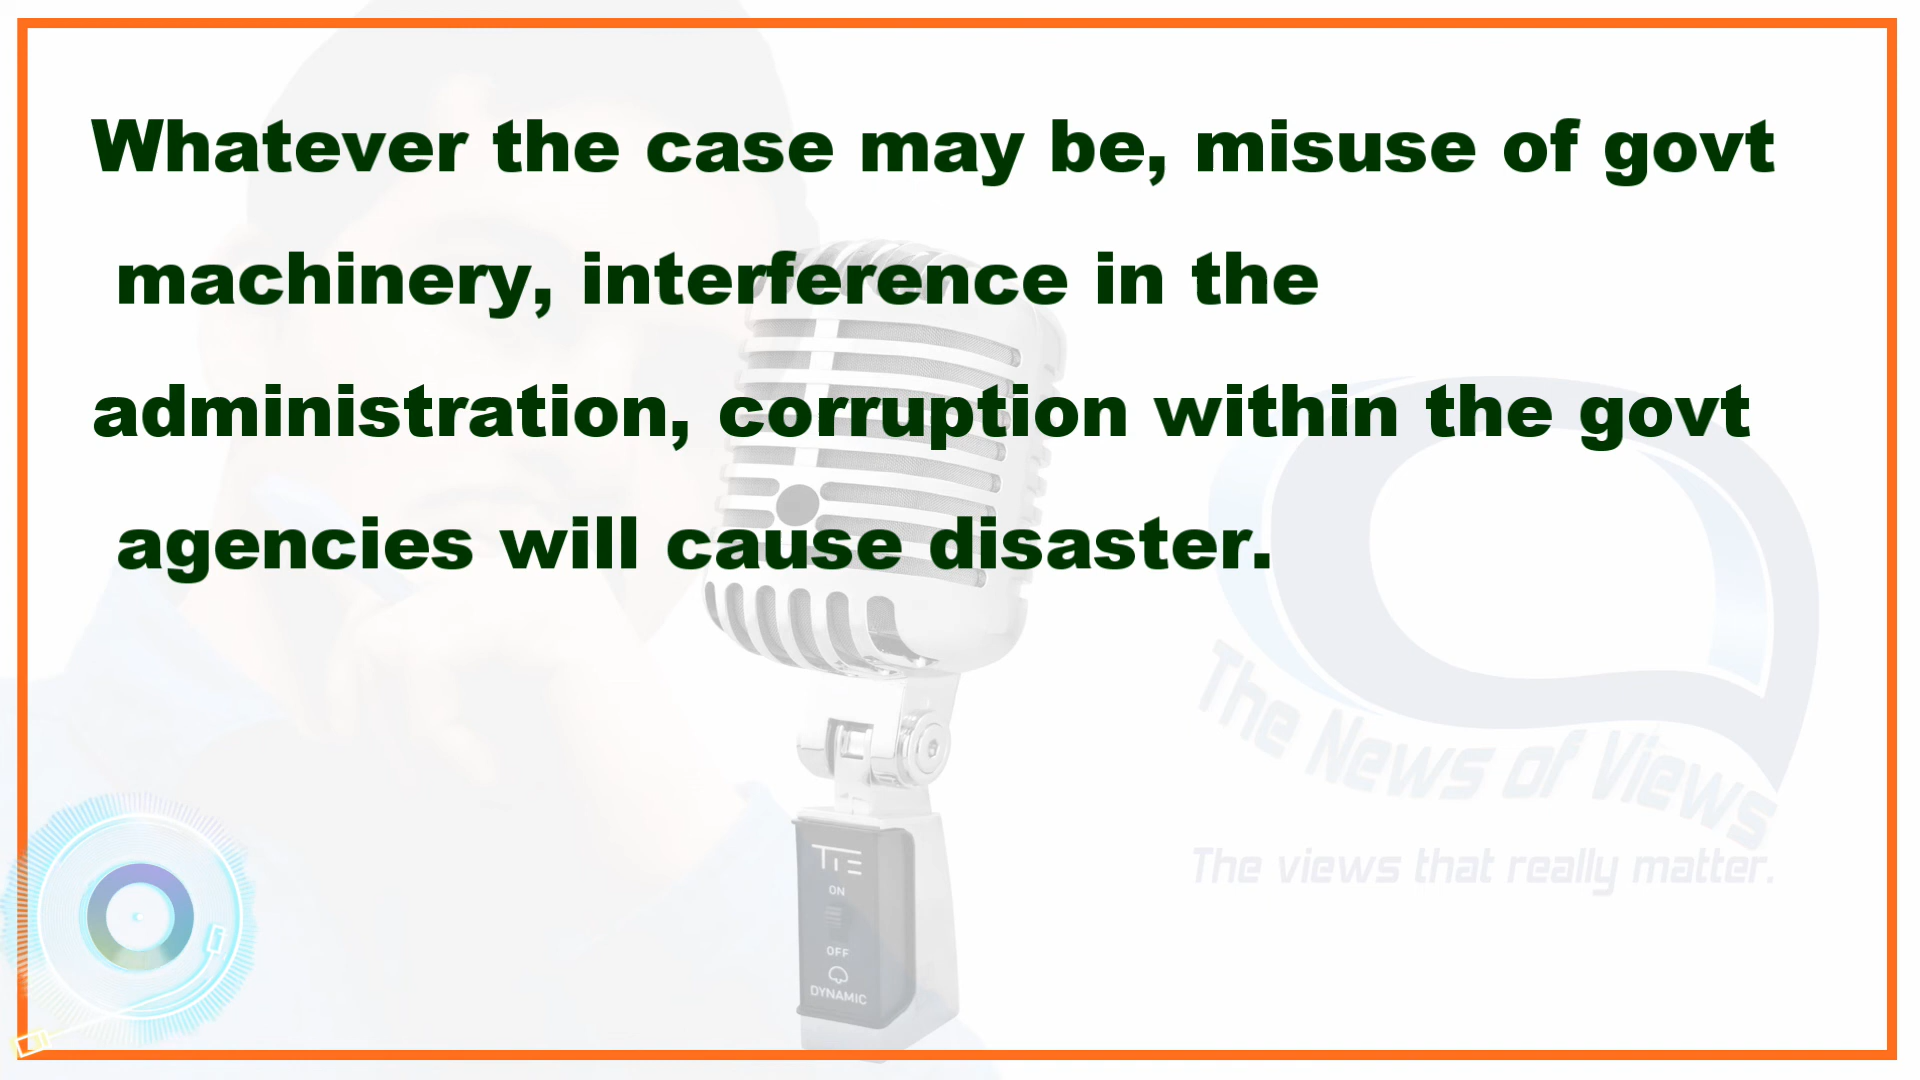 Whatever the case may be, misuse of govt
machinery, interference in the
administration, corruption within the govt
agencies will cause disaster.
The News of Views
The views that really matter.
TIE
ON
OFF
DYNAMIC